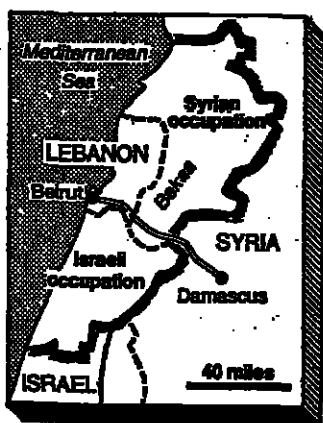 Mediterranean
Sea
Syrian
occupation
LEBANON
Bekaa
Beirut
SYRIA
Israeli
occupation
Damascus
ISRAEL
40 miles